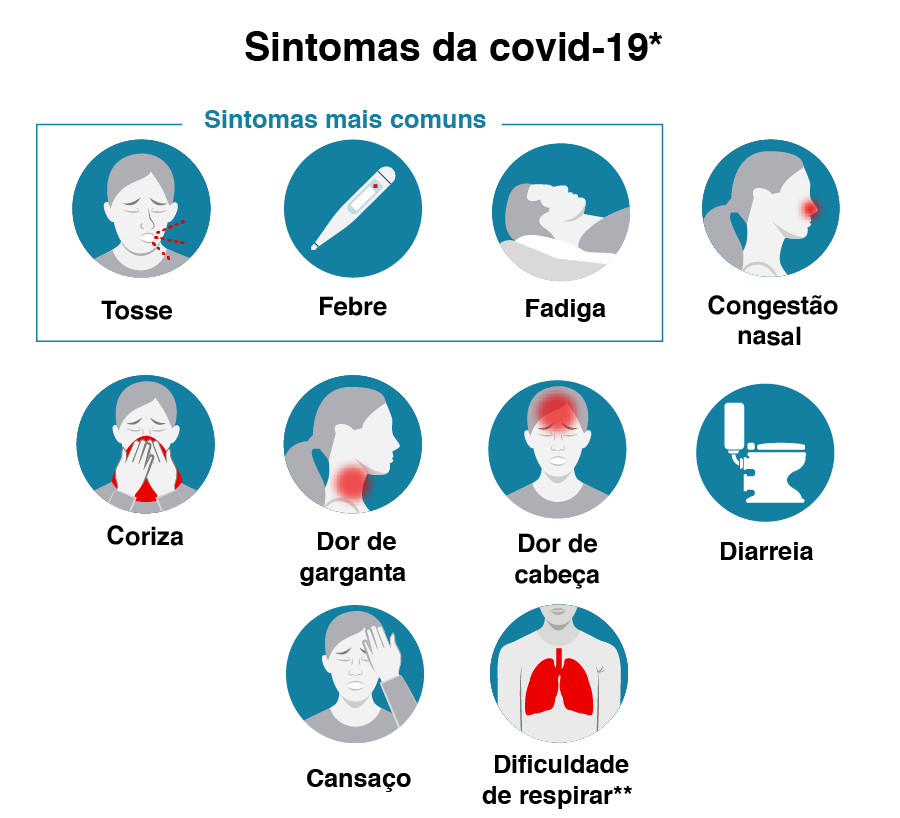 Sintomas da covid-19*
Sintomas mais comuns
Tosse
Febre
Fadiga
Congestão
nasal
Coriza
Dor de
garganta
Dor de
cabeça
Diarreia
Cansaço
Dificuldade
de respirar**